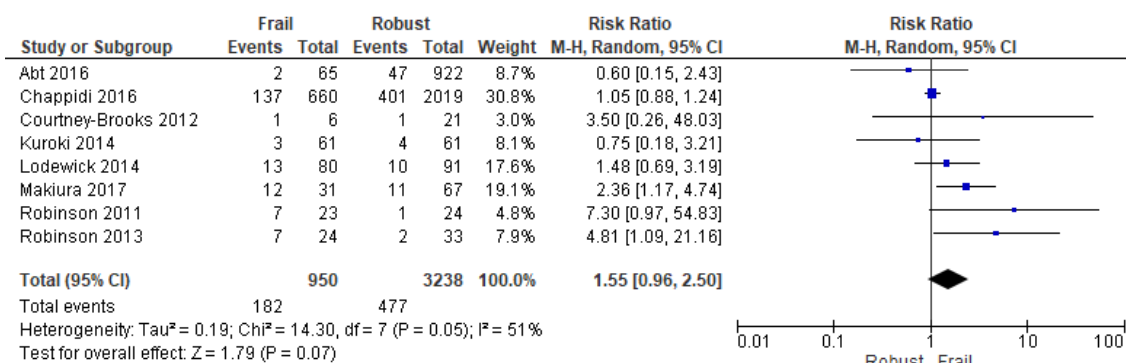 Frail Robust Risk Ratio Risk Ratio
Study or Subgroup Events Total Events Total Weight M-H, Random, 95% CI M-H, Random, 95% CI
Abt 2016 2 65 47 922 8.7% 0.60 [0.15, 2.43]
Chappidi 2016 137 660 401 2019 30.8% 1.05 [0.88, 1.24]
Courtney-Brooks 2012 1 6 1 21 3.0% 3.50 [0.26, 48.03]
Kuroki 2014 3 61 4 61 8.1% 0.75 [0.18, 3.21]
Lodewick 2014 13 80 10 91 17.6% 1.48 [0.69, 3.19]
Makiura 2017 12 31 11 67 19.1% 2.36 [1.17, 4.74]
Robinson 2011 7 23 1 24 4.8% 7.30 [0.97, 54.83]
Robinson 2013 7 24 2 33 7.9% 4.81 [1.09, 21.16]
Total (95% CI) 950 3238 100.0% 1.55 [0.96, 2.50]
Total events 182 477
Heterogeneity: Tau² = 0.19; Chi² = 14.30, df = 7 (P = 0.05); I² = 51%
Test for overall effect: Z = 1.79 (P = 0.07)
0.01 0.1 1 10 100
Robust Frail